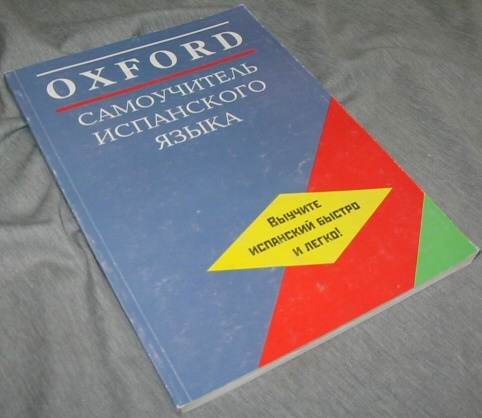 OXFORD
САМОУЧИТЕЛЬ
ИСПАНСКОГО
ЯЗЫКА
ВЫУЧИТЕ
ИСПАНСКИЙ БЫСТРО
И ЛЕГКО!